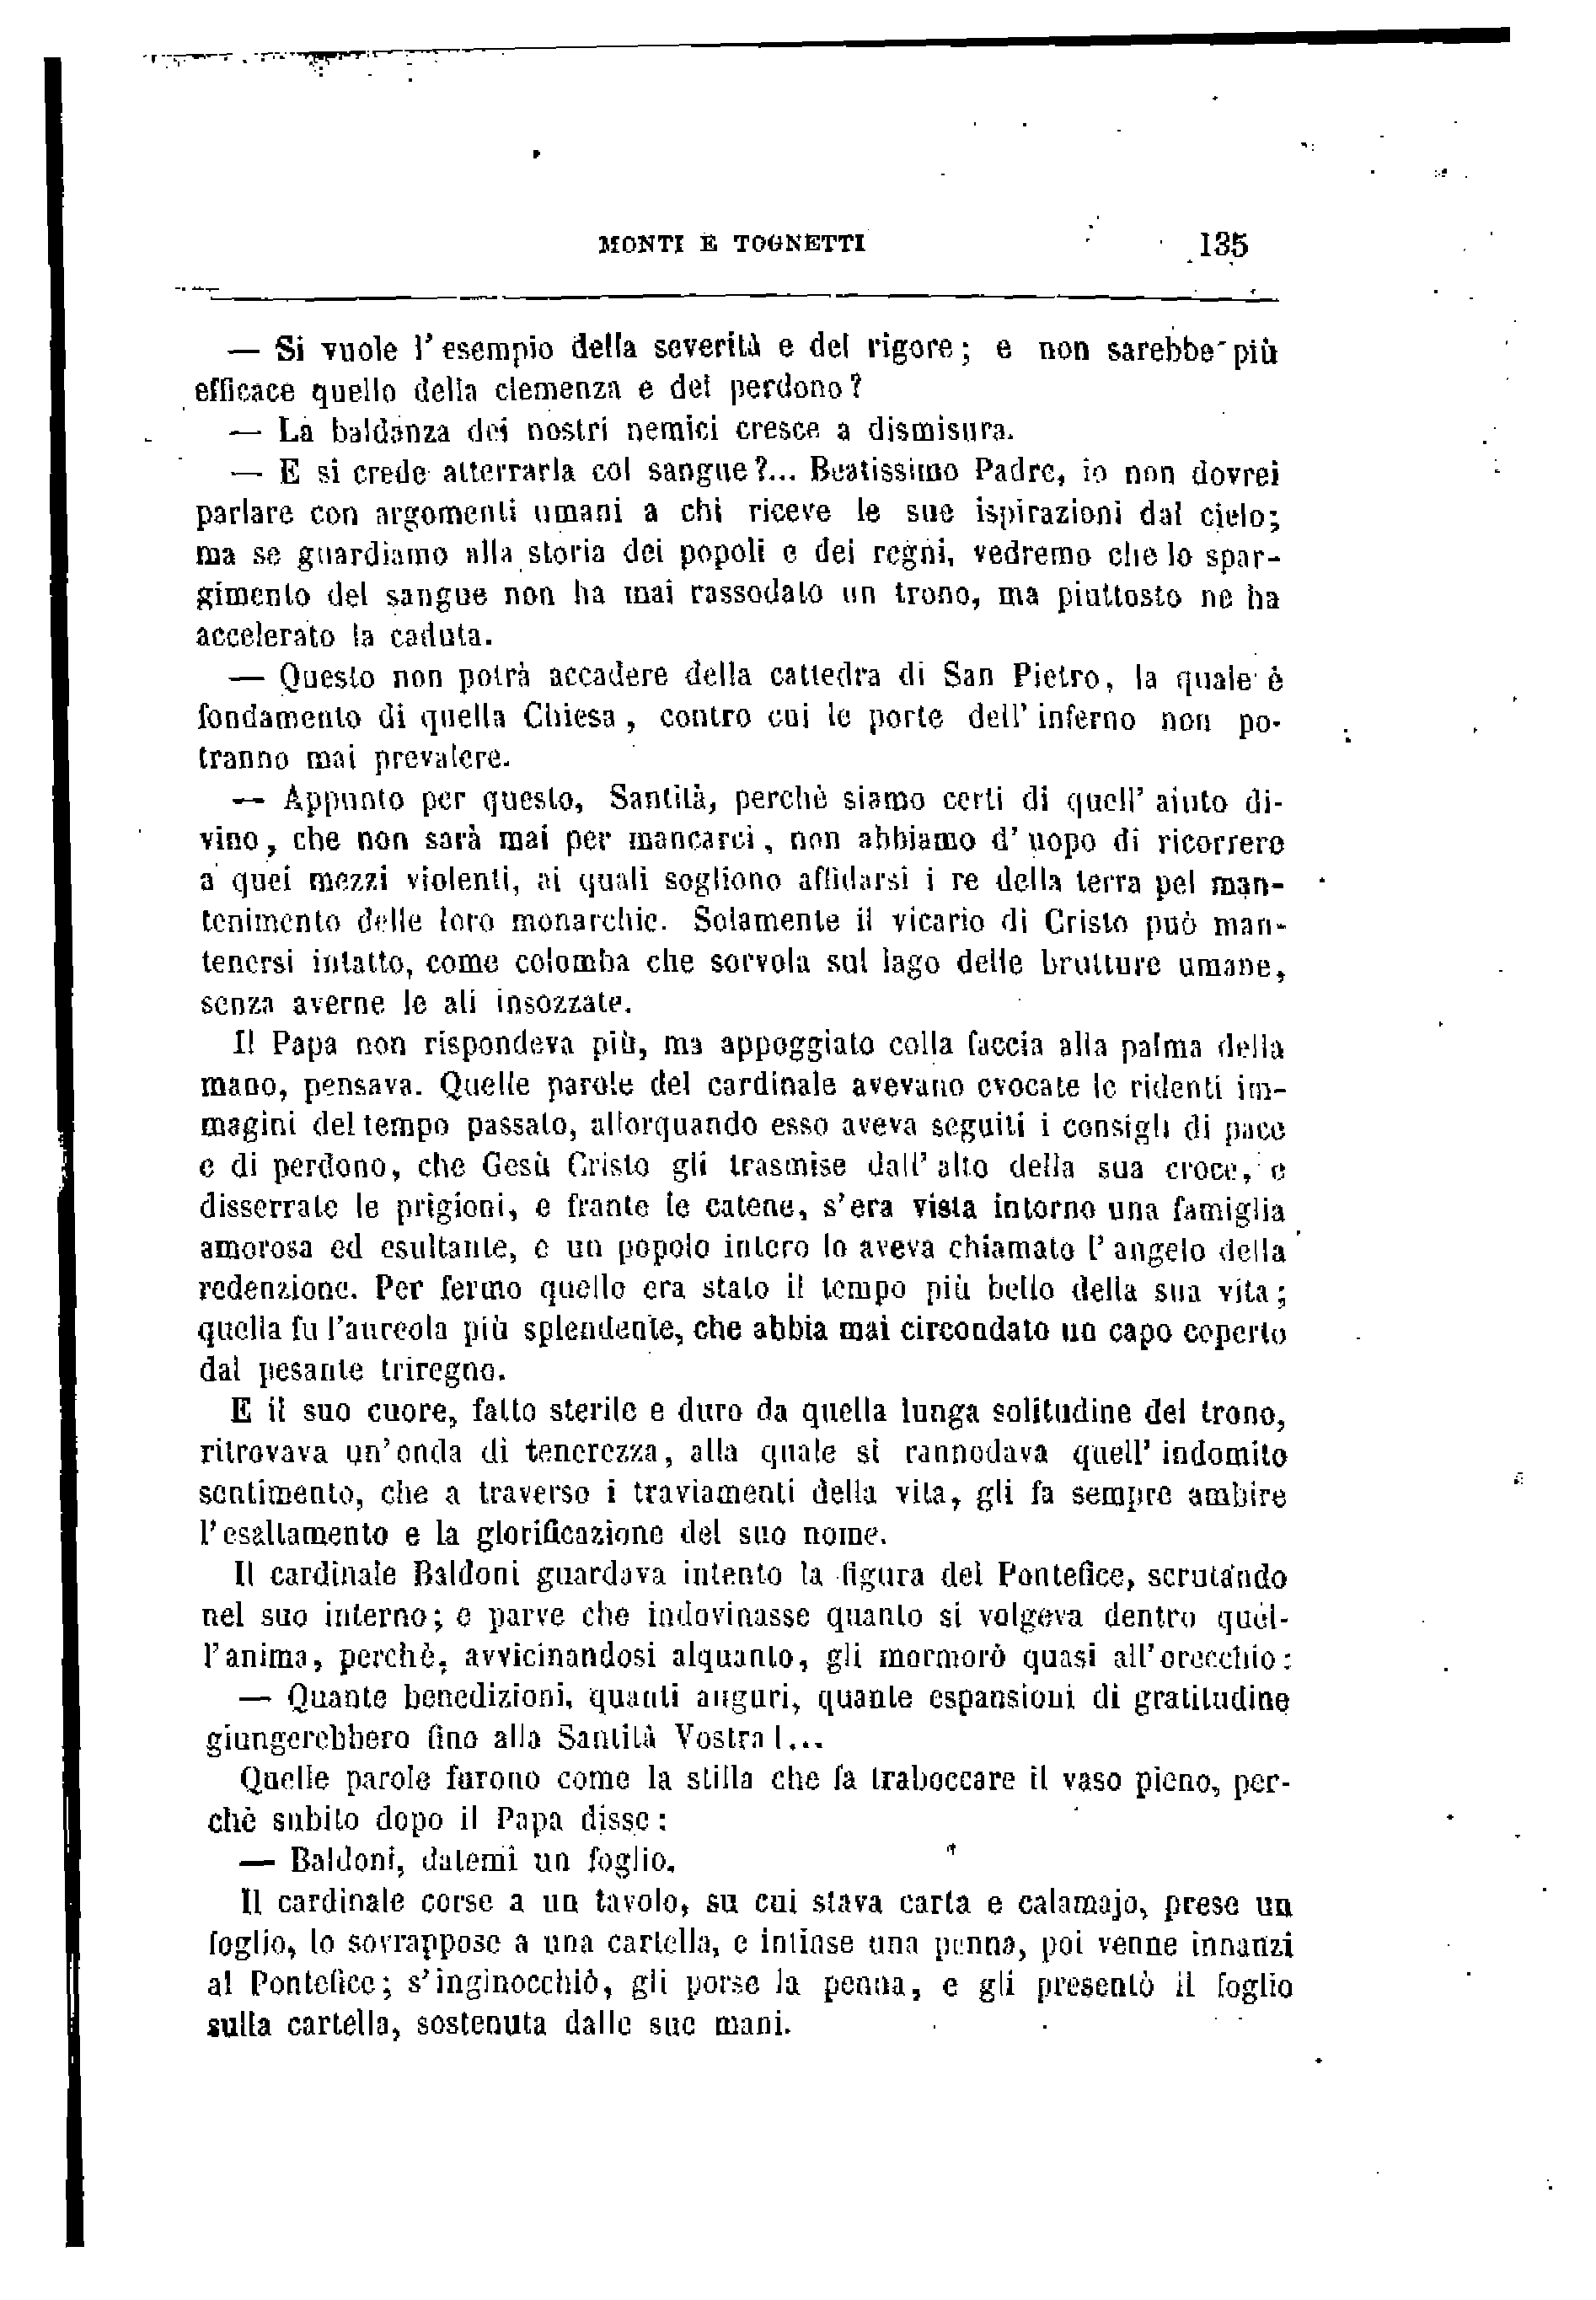 MONTI E TOGNETTI 135
— Si vuole l'esempio della severità e del rigore; e non sarebbe più
efficace quello della clemenza e del perdono?
— La baldanza dei nostri nemici cresce a dismisura.
— E si crede atterrarla col sangue?... Beatissimo Padre, io non dovrei
parlare con argomenti umani a chi riceve le sue ispirazioni dal cielo;
ma se guardiamo alla storia dei popoli e dei regni, vedremo che lo spar-
gimento del sangue non ha mai rassodato un trono, ma piuttosto ne ha
accelerato la caduta.
— Questo non potrà accadere della cattedra di San Pietro, la quale è
fondamento di quella Chiesa, contro cui le porte dell'inferno non po-
tranno mai prevalere.
— Appunto per questo, Santità, perchè siamo certi di quell'aiuto di-
vino, che non sarà mai per mancarci, non abbiamo d'uopo di ricorrere
a quei mezzi violenti, ai quali sogliono affidarsi i re della terra pel man-
tenimento delle loro monarchie. Solamente il vicario di Cristo può man-
tenersi intatto, come colomba che sorvola sul lago delle brutture umane,
senza averne le ali insozzate.
Il Papa non rispondeva più, ma appoggiato colla faccia alla palma della
mano, pensava. Quelle parole del cardinale avevano evocate le ridenti im-
magini del tempo passato, allorquando esso aveva seguiti i consigli di pace
e di perdono, che Gesù Cristo gli trasmise dall'alto della sua croce, e
disserrate le prigioni, e frante le catene, s'era vista intorno una famiglia
amorosa ed esultante, e un popolo intero lo aveva chiamato l'angelo della
redenzione. Per fermo quello era stato il tempo più bello della sua vita;
quella fu l'aureola più splendente, che abbia mai circondato un capo coperto
dal pesante triregno.
E il suo cuore, fatto sterile e duro da quella lunga solitudine del trono,
ritrovava un'onda di tenerezza, alla quale si rannodava quell'indomito
sentimento, che a traverso i traviamenti della vita, gli fa sempre ambire
l'esaltamento e la glorificazione del suo nome.
Il cardinale Baldoni guardava intento la figura del Pontefice, scrutando
nel suo interno; e parve che indovinasse quanto si volgeva dentro quel-
l'anima, perchè, avvicinandosi alquanto, gli mormorò quasi all'orecchio:
— Quante benedizioni, quanti auguri, quante espansioni di gratitudine
giungerebbero fino alla Santità Vostra!...
Quelle parole furono come la stilla che fa traboccare il vaso pieno, per-
chè subito dopo il Papa disse:
— Baldoni, datemi un foglio.
Il cardinale corse a un tavolo, su cui stava carta e calamajo, prese un
foglio, lo sovrappose a una cartella, e intinse una penna, poi venne innanzi
al Pontefice; s'inginocchiò, gli porse la penna, e gli presentò il foglio
sulla cartella, sostenuta dalle sue mani.